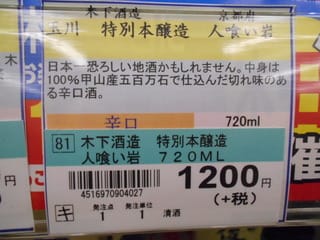 木下酒造 京都府
玉川 特別本醸造 人喰い岩
日本一恐ろしい地酒かもしれません。中身は
100%甲山産五百万石で仕込んだ切れ味のあ
る辛口酒。
辛口 720ml
81 木下酒造 特別本醸造
人喰い岩 720ML
4516970904027
1200円
(+税)
キ 発注点 発注単位
1 1 清酒